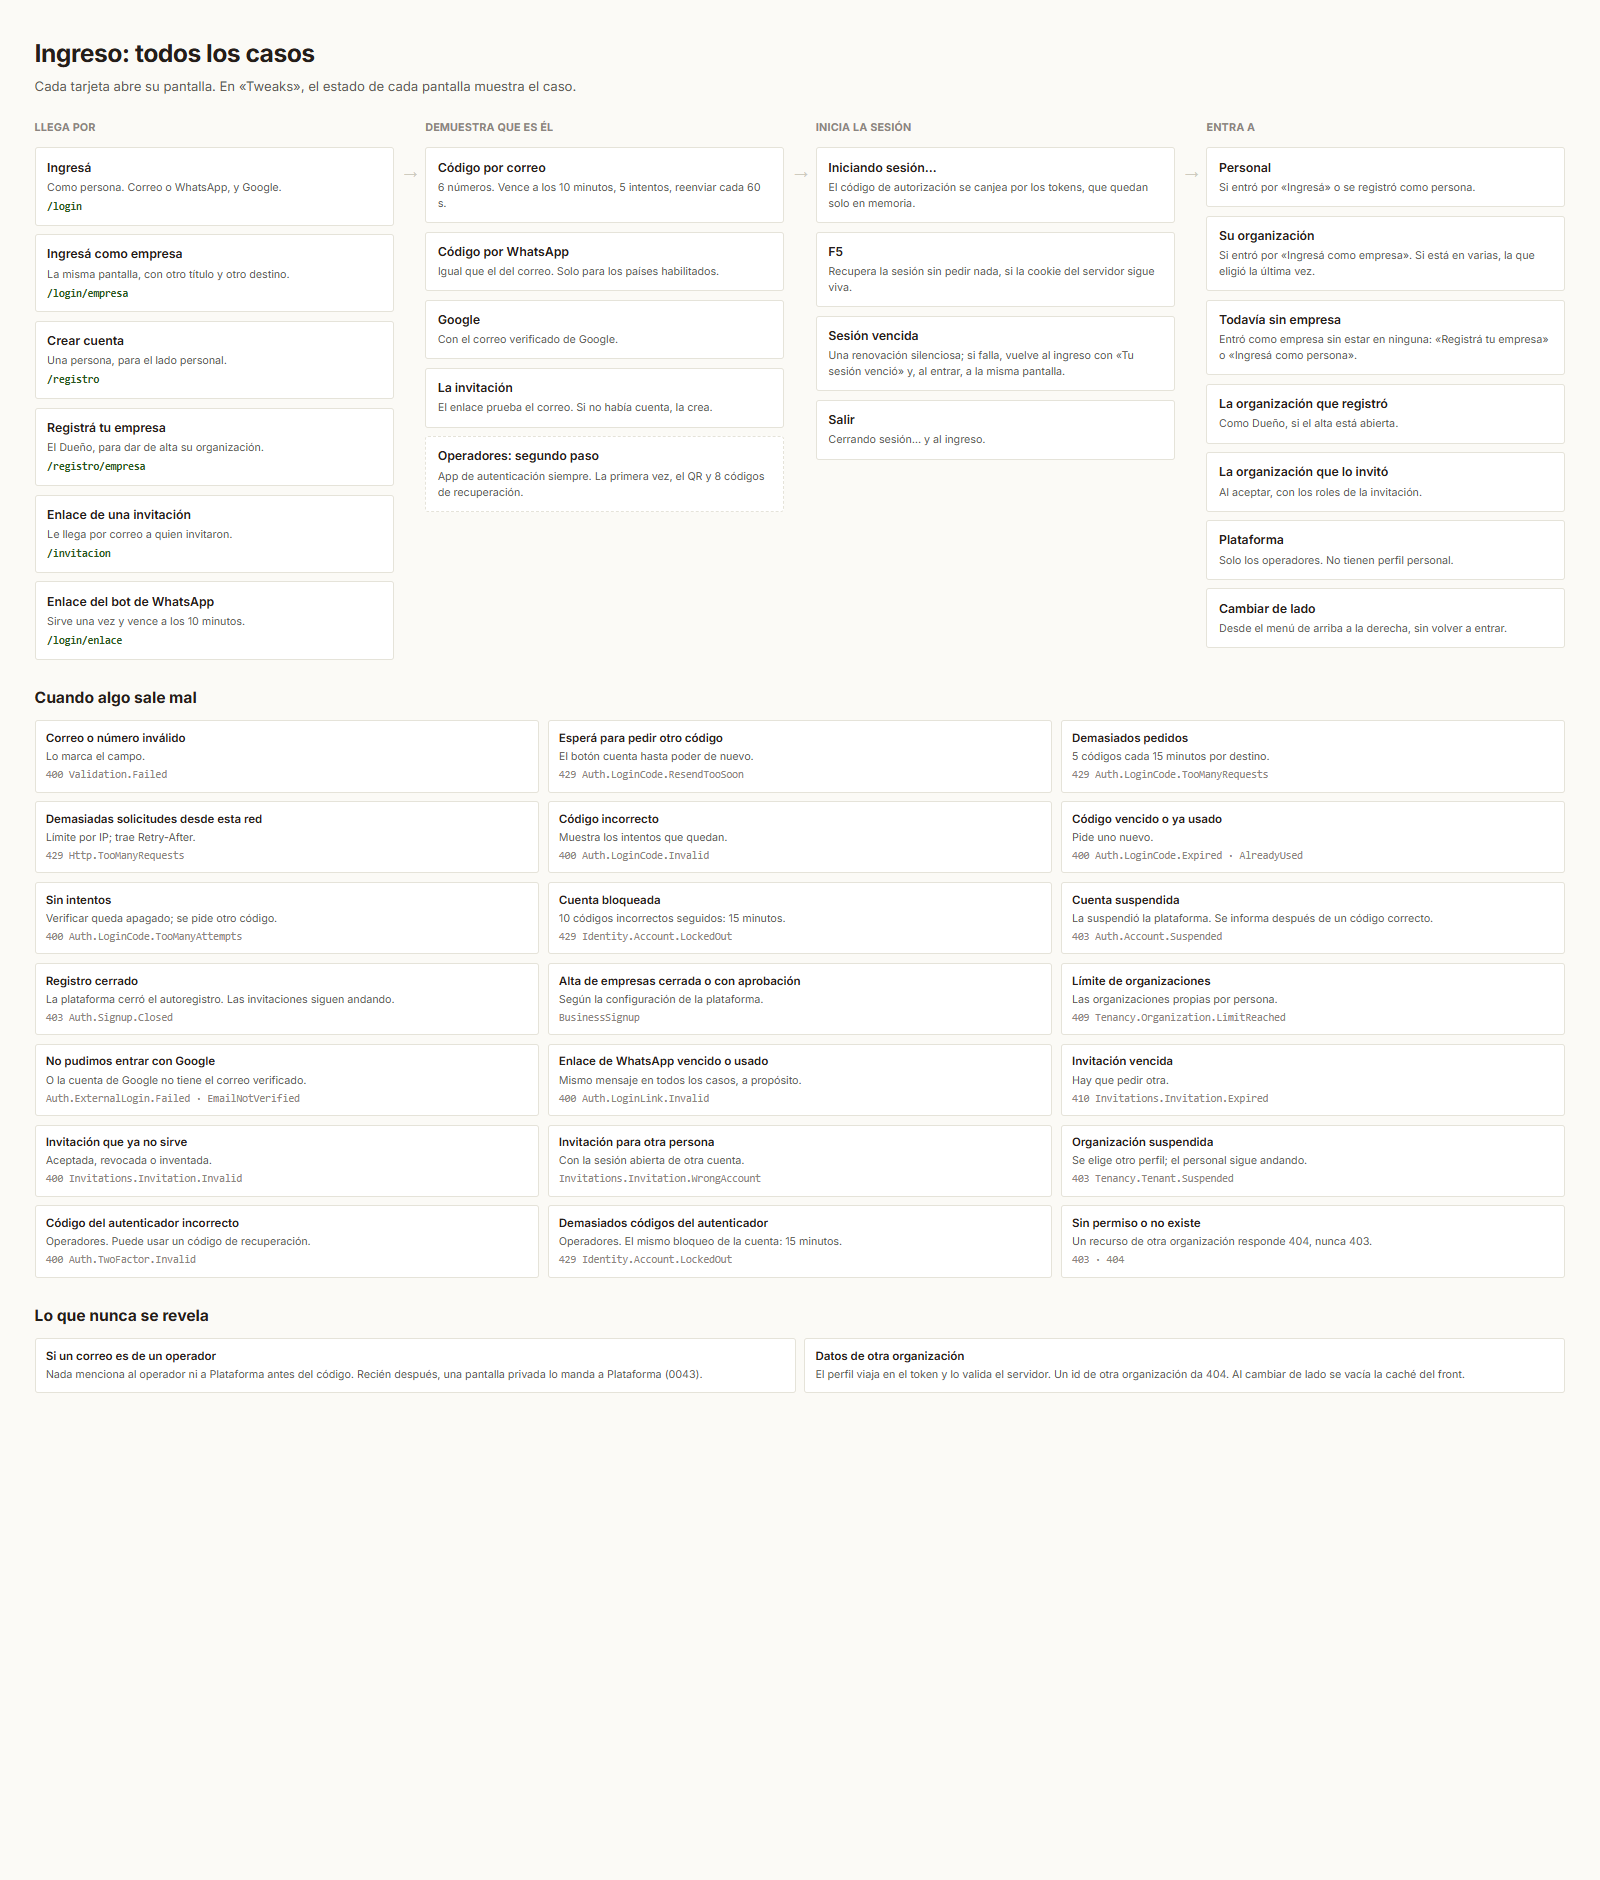 Ingreso: todos los casos
Cada tarjeta abre su pantalla. En «Tweaks», el estado de cada pantalla muestra el caso.
LLEGA POR
Ingresá
Como persona. Correo o WhatsApp, y Google.
/login
Ingresá como empresa
La misma pantalla, con otro título y otro destino.
/login/empresa
Crear cuenta
Una persona, para el lado personal.
/registro
Registrá tu empresa
El Dueño, para dar de alta su organización.
/registro/empresa
Enlace de una invitación
Le llega por correo a quien invitaron.
/invitacion
Enlace del bot de WhatsApp
Sirve una vez y vence a los 10 minutos.
/login/enlace
→
DEMUESTRA QUE ES ÉL
Código por correo
6 números. Vence a los 10 minutos, 5 intentos, reenviar cada 60
s.
Código por WhatsApp
Igual que el del correo. Solo para los países habilitados.
Google
Con el correo verificado de Google.
La invitación
El enlace prueba el correo. Si no había cuenta, la crea.
Operadores: segundo paso
App de autenticación siempre. La primera vez, el QR y 8 códigos
de recuperación.
→
INICIA LA SESIÓN
Iniciando sesión…
El código de autorización se canjea por los tokens, que quedan
solo en memoria.
F5
Recupera la sesión sin pedir nada, si la cookie del servidor sigue
viva.
Sesión vencida
Una renovación silenciosa; si falla, vuelve al ingreso con «Tu
sesión venció» y, al entrar, a la misma pantalla.
Salir
Cerrando sesión… y al ingreso.
→
ENTRA A
Personal
Si entró por «Ingresá» o se registró como persona.
Su organización
Si entró por «Ingresá como empresa». Si está en varias, la que
eligió la última vez.
Todavía sin empresa
Entró como empresa sin estar en ninguna: «Registrá tu empresa»
o «Ingresá como persona».
La organización que registró
Como Dueño, si el alta está abierta.
La organización que lo invitó
Al aceptar, con los roles de la invitación.
Plataforma
Solo los operadores. No tienen perfil personal.
Cambiar de lado
Desde el menú de arriba a la derecha, sin volver a entrar.
Cuando algo sale mal
Correo o número inválido
Lo marca el campo.
400 Validation.Failed
Esperá para pedir otro código
El botón cuenta hasta poder de nuevo.
429 Auth.LoginCode.ResendTooSoon
Demasiados pedidos
5 códigos cada 15 minutos por destino.
429 Auth.LoginCode.TooManyRequests
Demasiadas solicitudes desde esta red
Límite por IP; trae Retry-After.
429 Http.TooManyRequests
Código incorrecto
Muestra los intentos que quedan.
400 Auth.LoginCode.Invalid
Código vencido o ya usado
Pide uno nuevo.
400 Auth.LoginCode.Expired · AlreadyUsed
Sin intentos
Verificar queda apagado; se pide otro código.
400 Auth.LoginCode.TooManyAttempts
Cuenta bloqueada
10 códigos incorrectos seguidos: 15 minutos.
429 Identity.Account.LockedOut
Cuenta suspendida
La suspendió la plataforma. Se informa después de un código correcto.
403 Auth.Account.Suspended
Registro cerrado
La plataforma cerró el autoregistro. Las invitaciones siguen andando.
403 Auth.Signup.Closed
Alta de empresas cerrada o con aprobación
Según la configuración de la plataforma.
BusinessSignup
Límite de organizaciones
Las organizaciones propias por persona.
409 Tenancy.Organization.LimitReached
No pudimos entrar con Google
O la cuenta de Google no tiene el correo verificado.
Auth.ExternalLogin.Failed · EmailNotVerified
Enlace de WhatsApp vencido o usado
Mismo mensaje en todos los casos, a propósito.
400 Auth.LoginLink.Invalid
Invitación vencida
Hay que pedir otra.
410 Invitations.Invitation.Expired
Invitación que ya no sirve
Aceptada, revocada o inventada.
400 Invitations.Invitation.Invalid
Invitación para otra persona
Con la sesión abierta de otra cuenta.
Invitations.Invitation.WrongAccount
Organización suspendida
Se elige otro perfil; el personal sigue andando.
403 Tenancy.Tenant.Suspended
Código del autenticador incorrecto
Operadores. Puede usar un código de recuperación.
400 Auth.TwoFactor.Invalid
Demasiados códigos del autenticador
Operadores. El mismo bloqueo de la cuenta: 15 minutos.
429 Identity.Account.LockedOut
Sin permiso o no existe
Un recurso de otra organización responde 404, nunca 403.
403 · 404
Lo que nunca se revela
Si un correo es de un operador
Nada menciona al operador ni a Plataforma antes del código. Recién después, una pantalla privada lo manda a Plataforma (0043).
Datos de otra organización
El perfil viaja en el token y lo valida el servidor. Un id de otra organización da 404. Al cambiar de lado se vacía la caché del front.